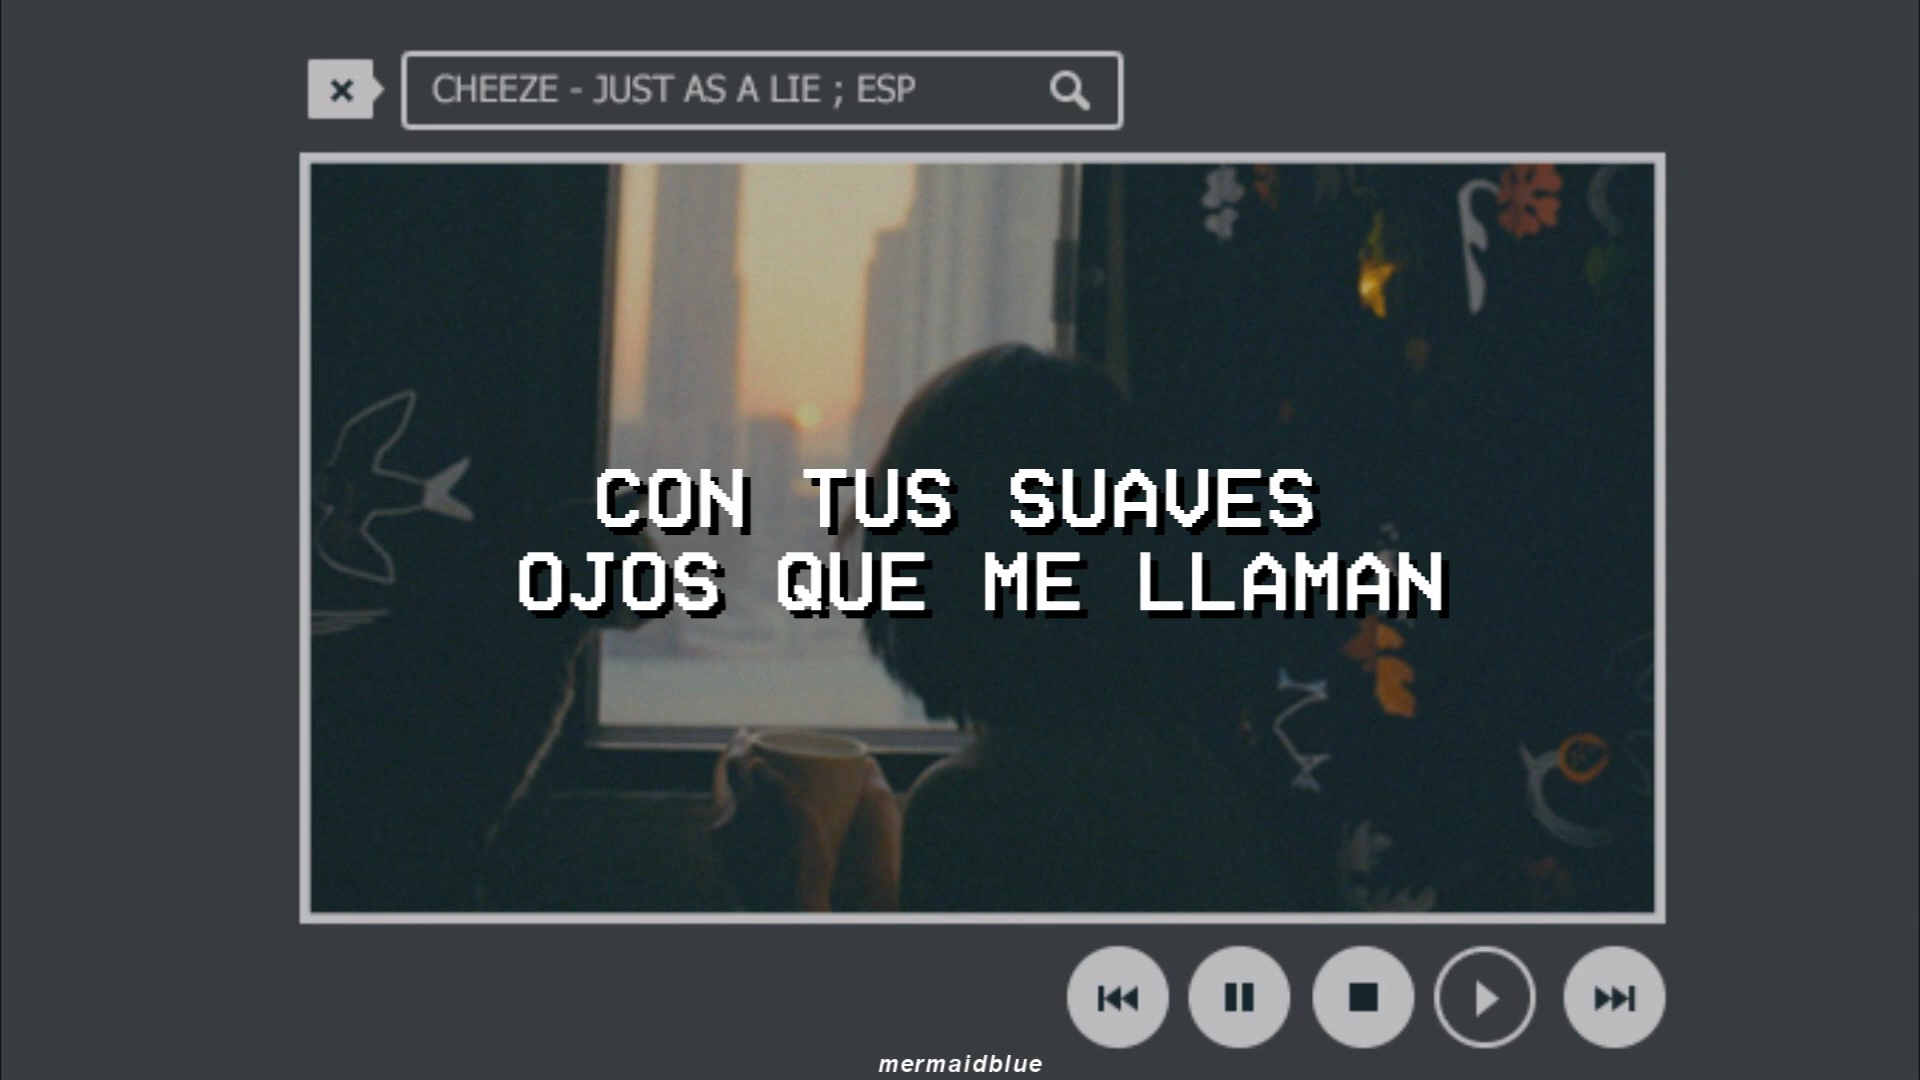 CHEEZE - JUST AS A LIE ; ESP
CON TUS SUAVES
OJOS QUE ME LLAMAN
mermaidblue